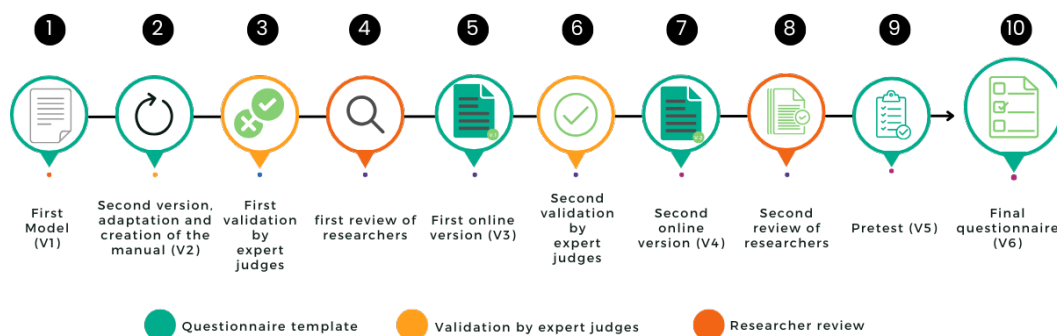 1
2
3
4
5
6
7
8
9
10
First
Model
(V1)
Second version,
adaptation and
creation of the
manual (V2)
First
validation
by
expert
judges
first review of
researchers
First online
version (V3)
Second
validation
by
expert
judges
Second
online
version (V4)
Second
review of
researchers
Pretest (V5)
Final
questionnaire
(V6)
Questionnaire template
Validation by expert judges
Researcher review